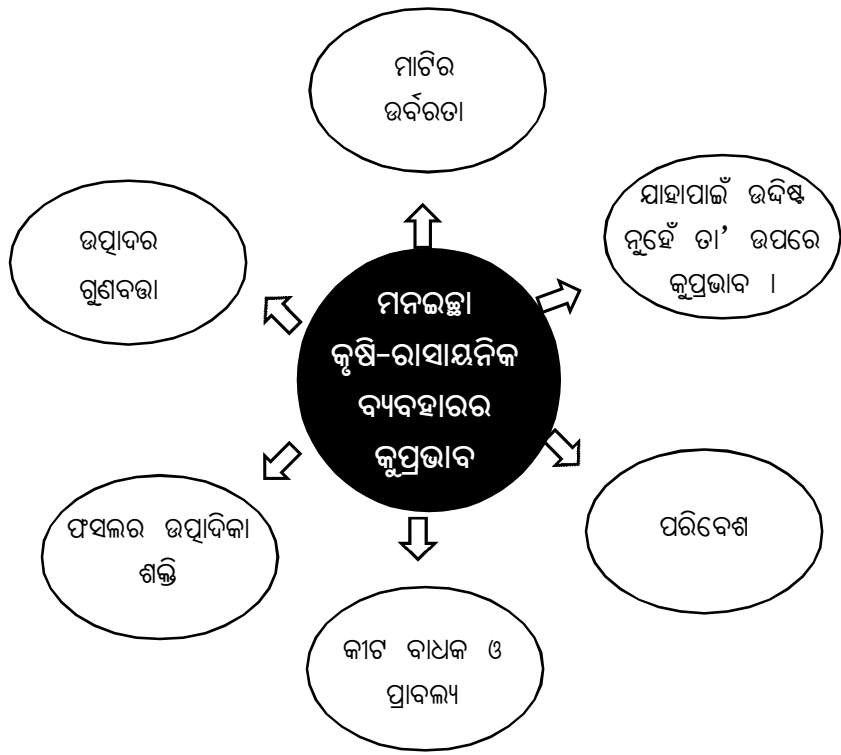 ମାଟିର
ଉର୍ବରତା
ଯାହାପାଇଁ ଉଦ୍ଦିଷ୍ଟ
ନୁହେଁ ତା’ ଉପରେ
କୁପ୍ରଭାବ ।
ଉତ୍ପାଦର
ଗୁଣବତ୍ତା
ମନଇଚ୍ଛା
କୃଷି-ରାସାୟନିକ
ବ୍ୟବହାରର
କୁପ୍ରଭାବ
ଫସଲର ଉତ୍ପାଦିକା
ଶକ୍ତି
ପରିବେଶ
କୀଟ ବାଧକ ଓ
ପ୍ରାବଲ୍ୟ